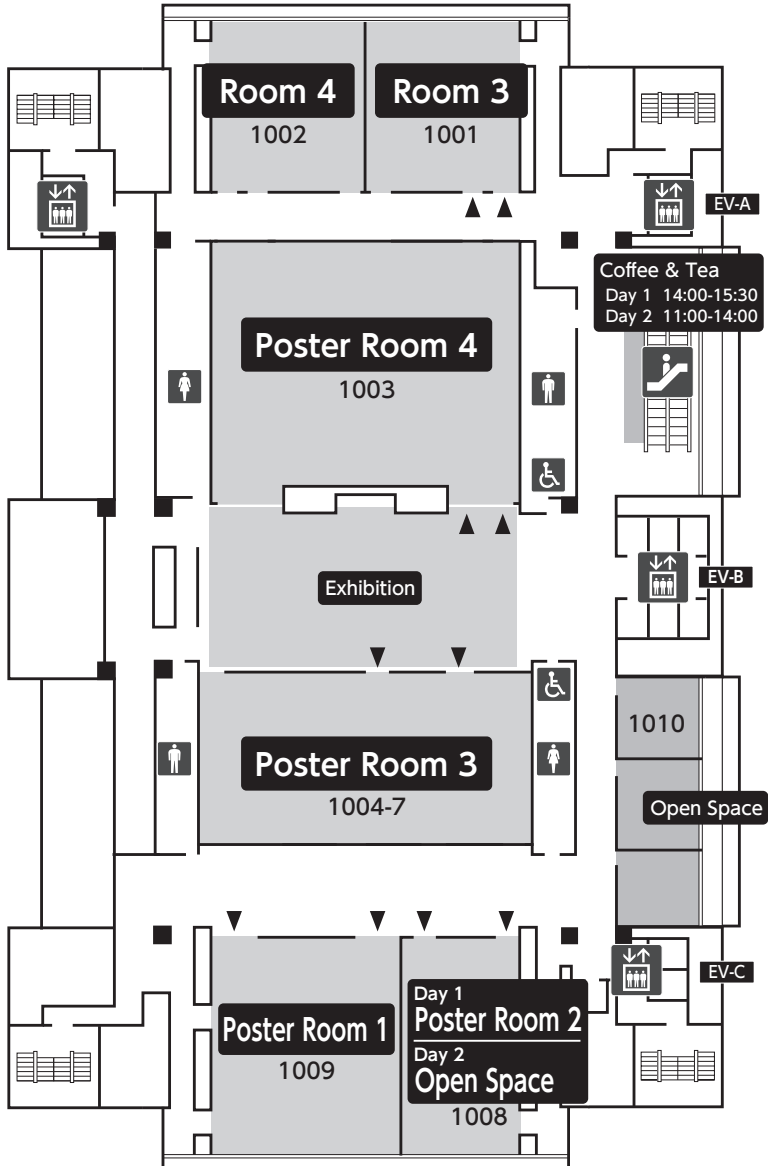 Room 4
1002
Room 3
1001
EV-A
Coffee & Tea
Day 1 14:00-15:30
Day 2 11:00-14:00
Poster Room 4
1003
Exhibition
EV-B
1010
Poster Room 3
1004-7
Open Space
EV-C
Poster Room 1
1009
Day 1
Poster Room 2
Day 2
Open Space
1008